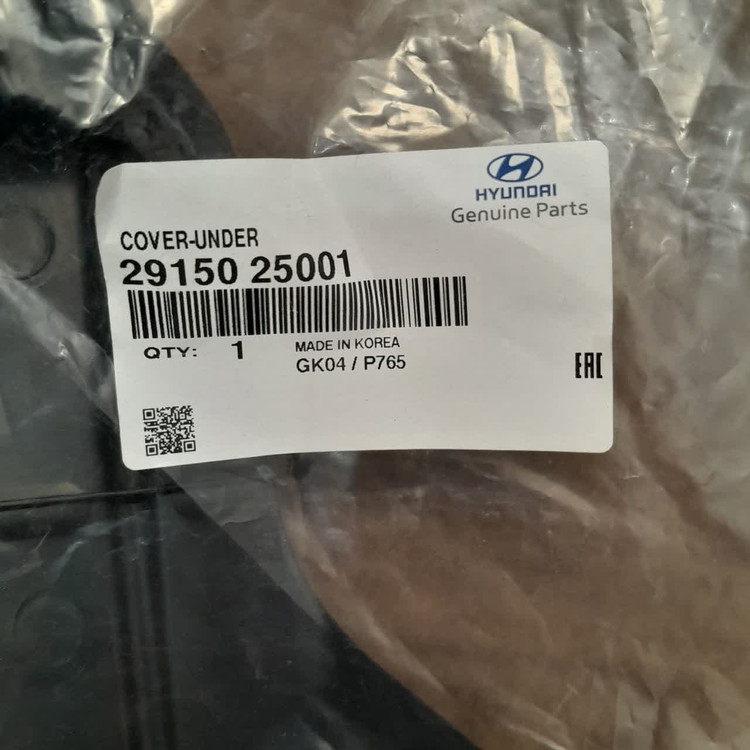 HYUNDAI
Genuine Parts
COVER-UNDER
29150 25001
QTY: 1
MADE IN KOREA
GK04 / P765
EAC